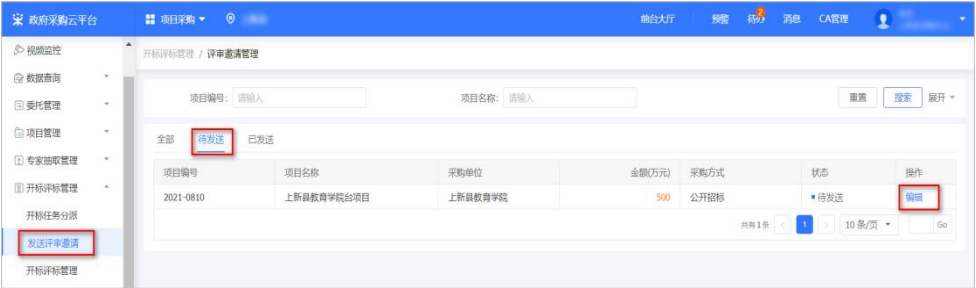 政府采购云平台 项目采购 前台大厅 预警 待办 2 消息 CA管理
视频监控
数据查询
委托管理
项目管理
专家抽取管理
开标评标管理
开标任务分派
发送评审邀请
开标评标管理
开标评标管理 / 评审邀请管理
项目编号: 请输入 项目名称: 请输入 重置 搜索 展开
全部 待发送 已发送
项目编号 项目名称 采购单位 金额(万元) 采购方式 状态 操作
2021-0810 上新县教育学院台项目 上新县教育学院 500 公开招标 待发送 编辑
共有1条 < 1 > 10 条/页 Go